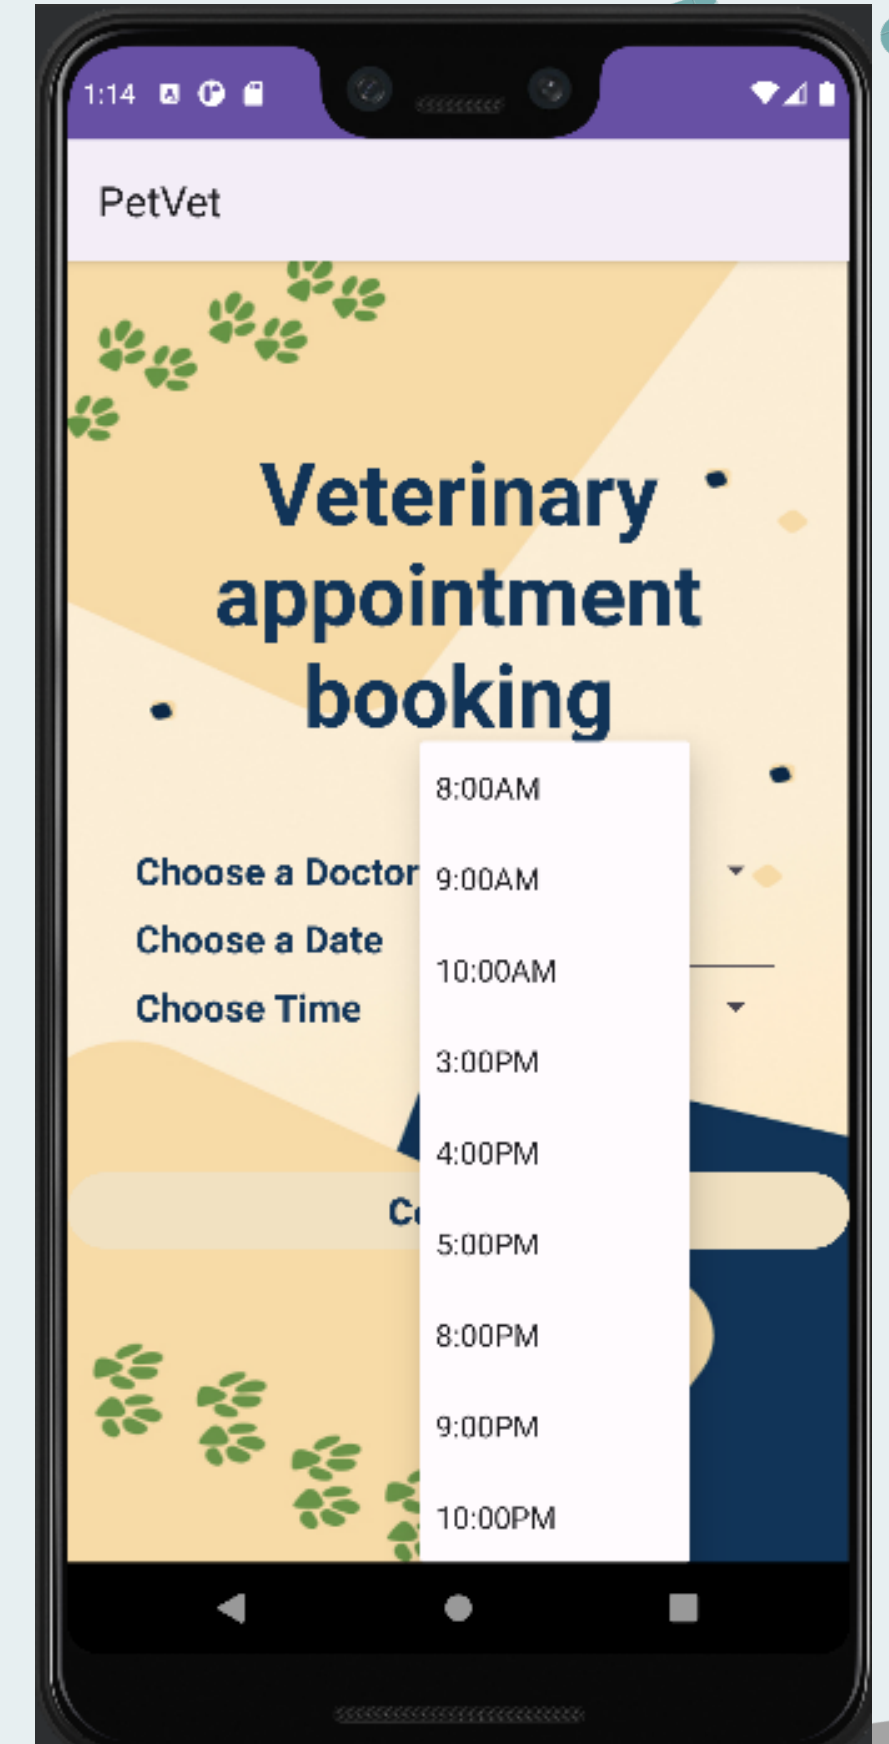 1:14
PetVet
Veterinary
appointment
booking
8:00AM
Choose a Doctor
9:00AM
Choose a Date
10:00AM
Choose Time
3:00PM
4:00PM
5:00PM
8:00PM
9:00PM
10:00PM